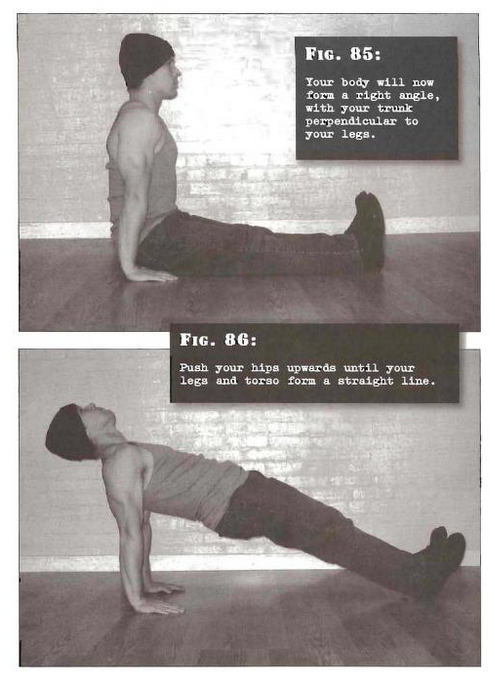 Fig. 85:
Your body will now
form a right angle,
with your trunk
perpendicular to
your legs.
Fig. 86:
Push your hips upwards until your
legs and torso form a straight line.